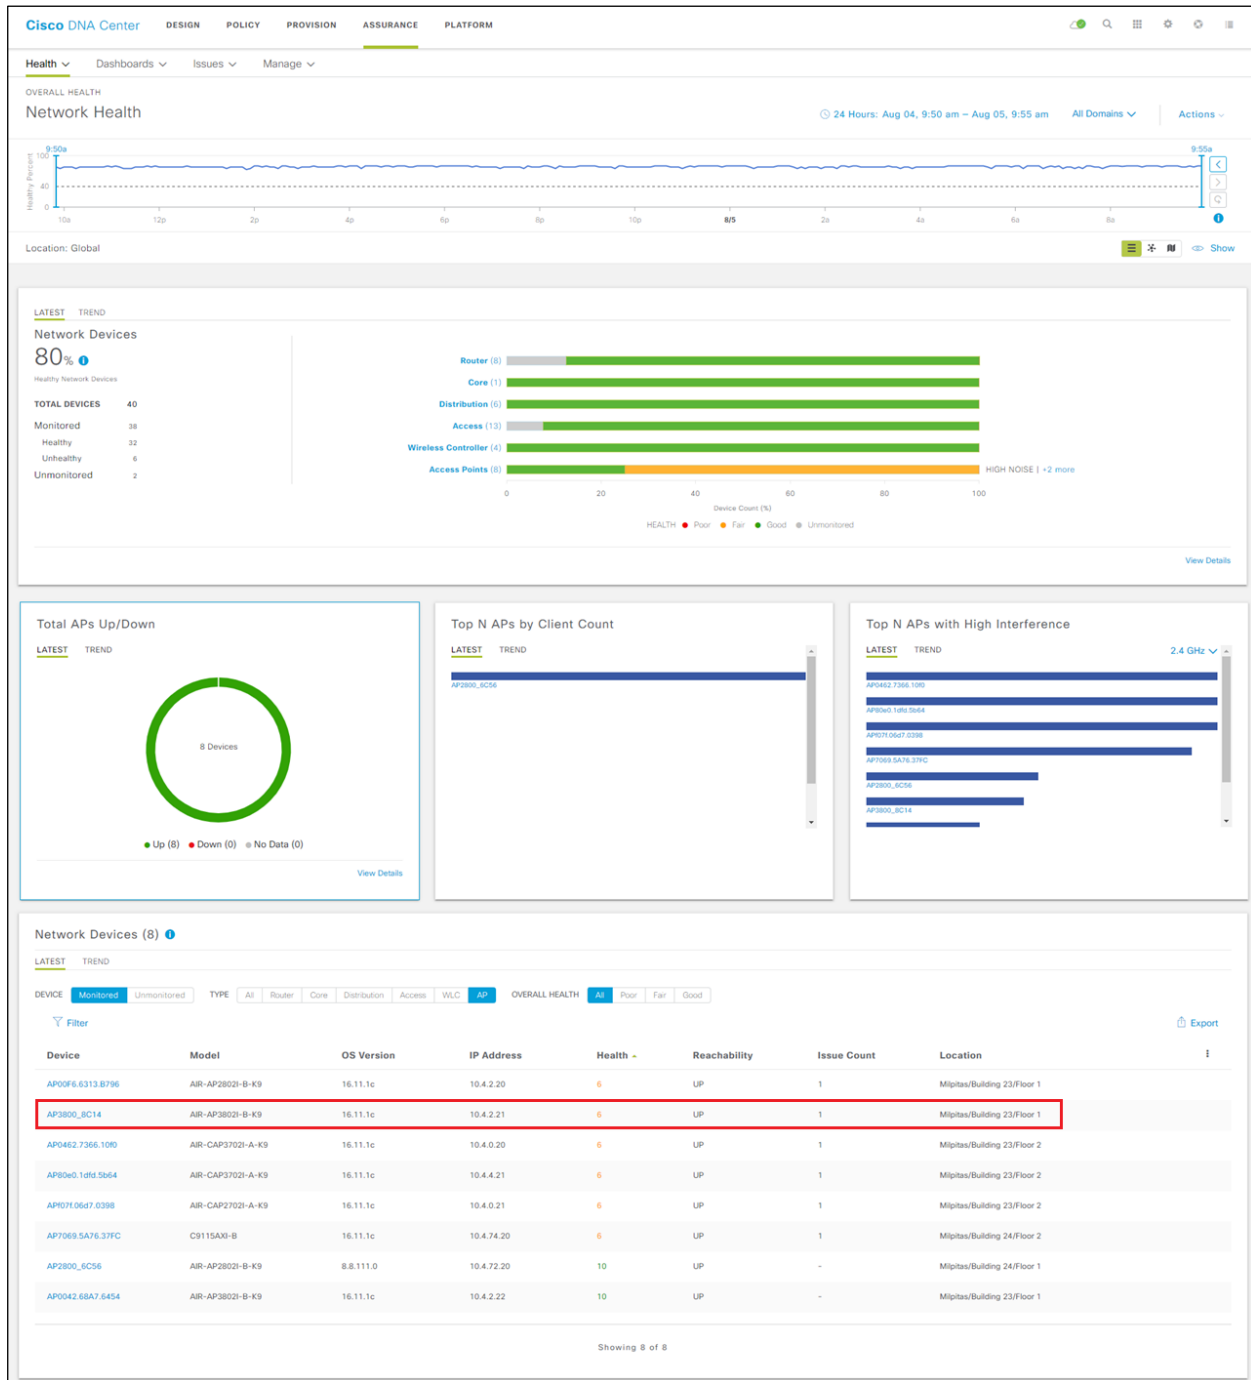 Cisco DNA Center DESIGN POLICY PROVISION ASSURANCE PLATFORM
Health Dashboards Issues Manage
OVERALL HEALTH
Network Health
24 Hours: Aug 04, 9:50 am – Aug 05, 9:55 am All Domains Actions
9:50a 9:55a
Healthy Percent
100
40
0
10a 12p 2p 4p 6p 8p 10p 8/5 2a 4a 6a 8a
Location: Global Show
LATEST TREND
Network Devices
80%
Healthy Network Devices
TOTAL DEVICES 40
Monitored 38
Healthy 32
Unhealthy 6
Unmonitored 2
Router (8)
Core (1)
Distribution (6)
Access (13)
Wireless Controller (4)
Access Points (8) HIGH NOISE | +2 more
0 20 40 60 80 100
Device Count (%)
HEALTH Poor Fair Good Unmonitored
View Details
Total APs Up/Down
LATEST TREND
8 Devices
Up (8) Down (0) No Data (0)
View Details
Top N APs by Client Count
LATEST TREND
AP2800_6C56
Top N APs with High Interference
LATEST TREND 2.4 GHz
AP0462.7366.10f0
AP80e0.1dfd.5b64
APf07f.06d7.0398
AP7069.5A76.37FC
AP2800_6C56
AP3800_8C14
Network Devices (8)
LATEST TREND
DEVICE Monitored Unmonitored TYPE All Router Core Distribution Access WLC AP OVERALL HEALTH All Poor Fair Good
Filter Export
Device Model OS Version IP Address Health Reachability Issue Count Location
AP00F6.6313.B796 AIR-AP2802I-B-K9 16.11.1c 10.4.2.20 6 UP 1 Milpitas/Building 23/Floor 1
AP3800_8C14 AIR-AP3802I-B-K9 16.11.1c 10.4.2.21 6 UP 1 Milpitas/Building 23/Floor 1
AP0462.7366.10f0 AIR-CAP3702I-A-K9 16.11.1c 10.4.0.20 6 UP 1 Milpitas/Building 23/Floor 2
AP80e0.1dfd.5b64 AIR-CAP3702I-A-K9 16.11.1c 10.4.4.21 6 UP 1 Milpitas/Building 23/Floor 2
APf07f.06d7.0398 AIR-CAP2702I-A-K9 16.11.1c 10.4.0.21 6 UP 1 Milpitas/Building 23/Floor 2
AP7069.5A76.37FC C9115AXI-B 16.11.1c 10.4.74.20 6 UP 1 Milpitas/Building 24/Floor 2
AP2800_6C56 AIR-AP2802I-B-K9 8.8.111.0 10.4.72.20 10 UP - Milpitas/Building 24/Floor 1
AP0042.68A7.6454 AIR-AP3802I-B-K9 16.11.1c 10.4.2.22 10 UP - Milpitas/Building 23/Floor 1
Showing 8 of 8